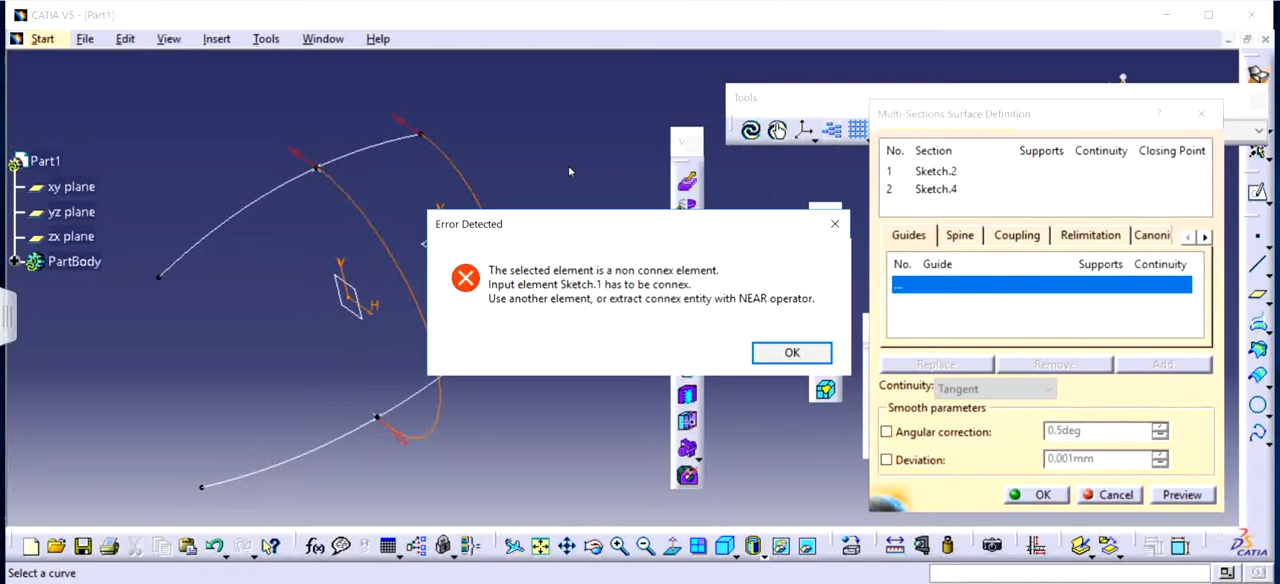 CATIA V5 - [Part1]
Start File Edit View Insert Tools Window Help
Tools
Multi-Sections Surface Definition
?
No. Section Supports Continuity Closing Point
1 Sketch.2
2 Sketch.4
Part1
xy plane
yz plane
zx plane
PartBody
V
Y
H
Error Detected
The selected element is a non connex element.
Input element Sketch.1 has to be connex.
Use another element, or extract connex entity with NEAR operator.
OK
Guides Spine Coupling Relimitation Canoni
No. Guide Supports Continuity
...
Replace Remove Add
Continuity: Tangent
Smooth parameters
Angular correction: 0.5deg
Deviation: 0.001mm
OK Cancel Preview
f(x)
CATIA
Select a curve